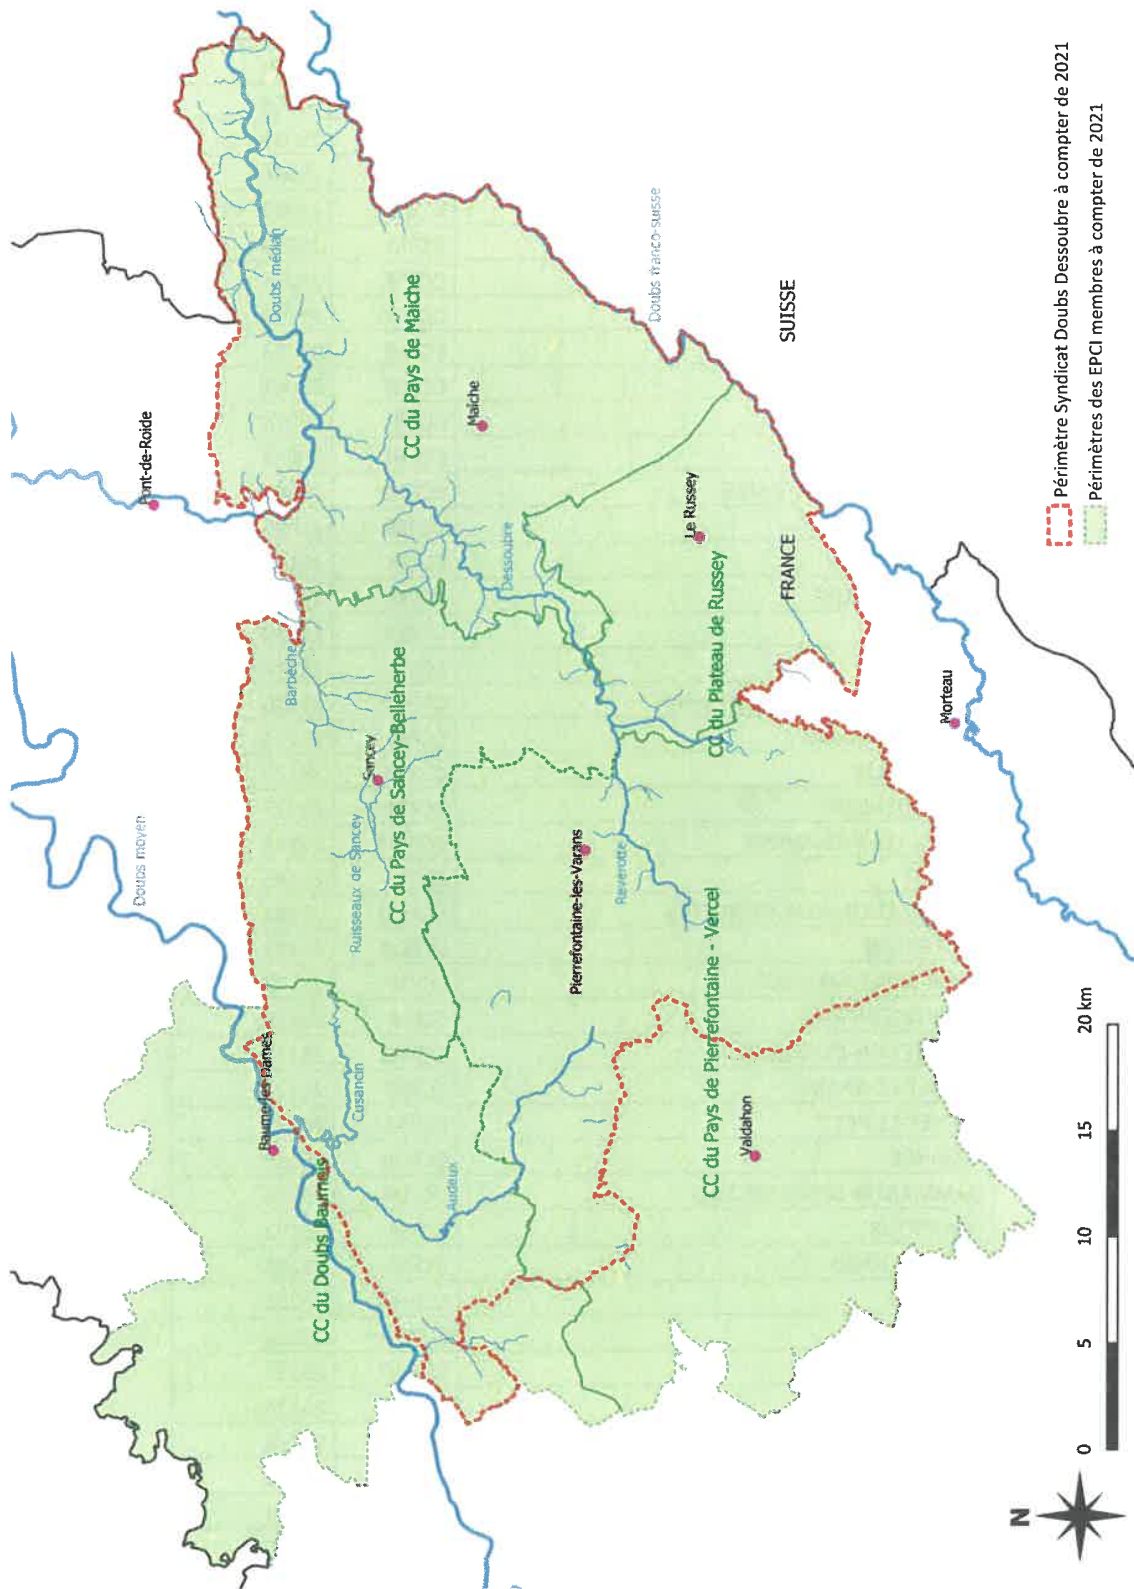 Pont-de-Roide
Doubs médian
CC du Pays de Maiche
Maiche
Doubs franco-suisse
SUISSE
Doubs moyen
Barbèche
Dessoubre
Le Russey
FRANCE
CC du Plateau de Russey
Sancey
Ruisseaux de Sancey
CC du Pays de Sancey-Belleherbe
Morteau
Pierrefontaine-les-Varans
Reverotte
CC du Pays de Pierrefontaine - Vercel
Baume-les-Dames
Cusancin
CC du Doubs Baumois
Audeux
Valdahon
N
0 5 10 15 20 km
Périmètre Syndicat Doubs Dessoubre à compter de 2021
Périmètres des EPCI membres à compter de 2021